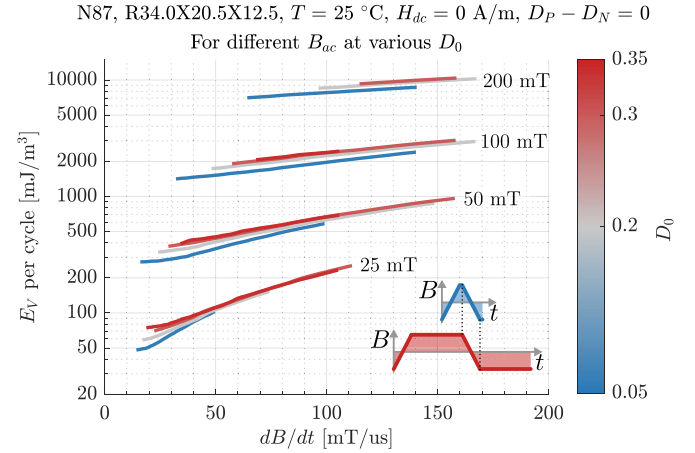 N87, R34.0X20.5X12.5, T = 25 °C, H_dc = 0 A/m, D_P − D_N = 0
For different B_ac at various D_0
E_V per cycle [mJ/m³]
10000
5000
2000
1000
500
200
100
50
20
200 mT
100 mT
50 mT
25 mT
B
t
B
t
0
50
100
150
200
dB/dt [mT/us]
0.35
0.3
0.2
0.05
D_0